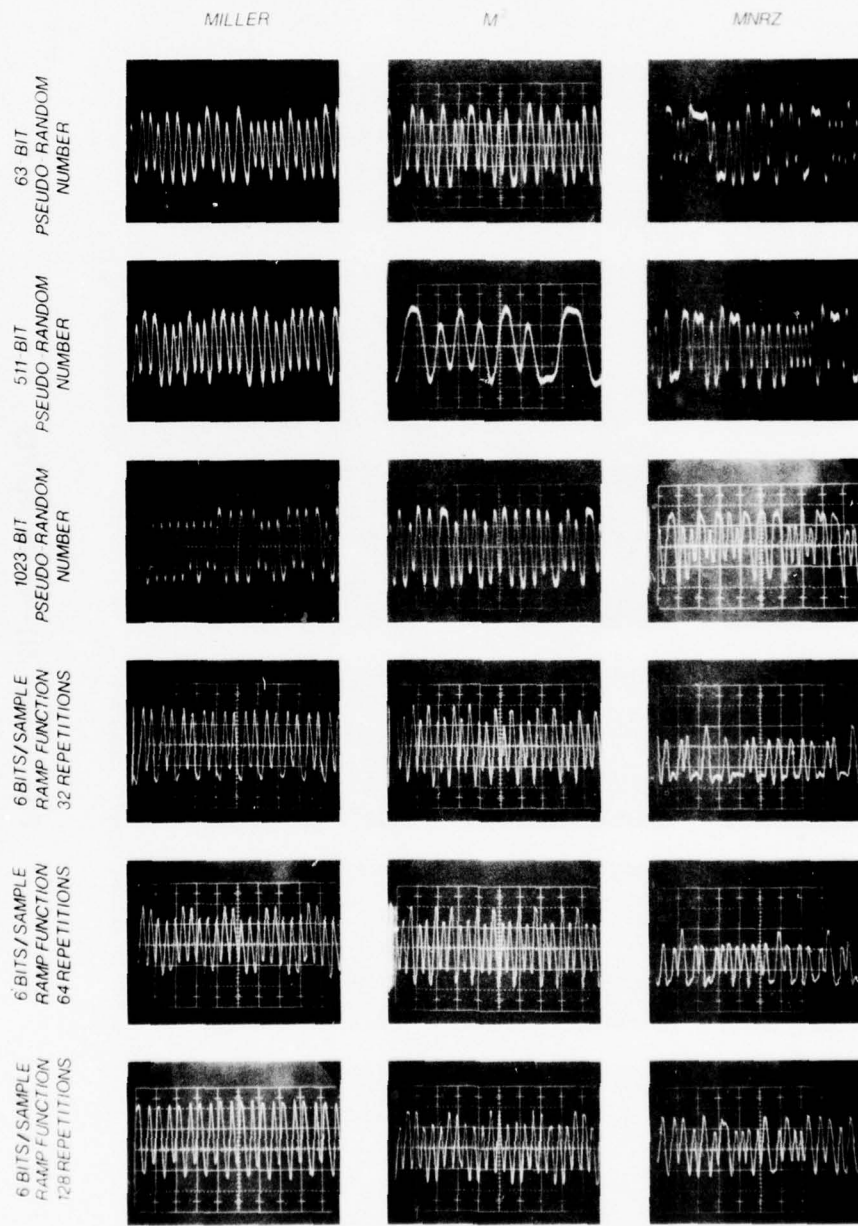 MILLER M² MNRZ
63 BIT
PSEUDO-RANDOM
NUMBER
511-BIT
PSEUDO RANDOM
NUMBER
1023 BIT
PSEUDO-RANDOM
NUMBER
6 BITS/SAMPLE
RAMP FUNCTION
32 REPETITIONS
6 BITS/SAMPLE
RAMP FUNCTION
64 REPETITIONS
6 BITS/SAMPLE
RAMP FUNCTION
128 REPETITIONS